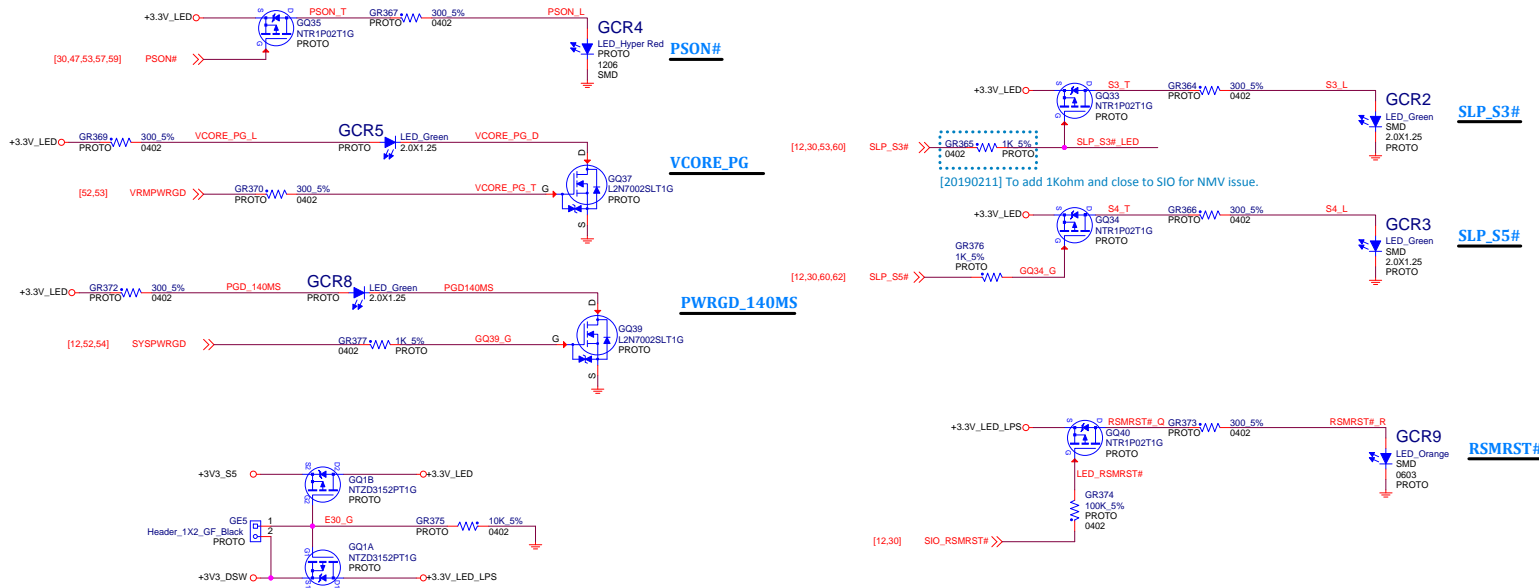 +3.3V_LED
S
D
G
GQ35
NTR1P02T1G
PROTO
PSON_T
GR367
PROTO
300_5%
0402
PSON_L
GCR4
LED_Hyper Red
PROTO
1206
SMD
PSON#
[30,47,53,57,59]
PSON#
+3.3V_LED
GR369
PROTO
300_5%
0402
VCORE_PG_L
GCR5
PROTO
LED_Green
2.0X1.25
VCORE_PG_D
VCORE_PG
D
G
S
GQ37
L2N7002SLT1G
PROTO
[52,53]
VRMPWRGD
GR370
PROTO
300_5%
0402
VCORE_PG_T
+3.3V_LED
GR372
PROTO
300_5%
0402
PGD_140MS
GCR8
PROTO
LED_Green
2.0X1.25
PGD140MS
PWRGD_140MS
D
G
S
GQ39
L2N7002SLT1G
PROTO
[12,52,54]
SYSPWRGD
GR377
0402
1K_5%
PROTO
GQ39_G
+3V3_S5
S2
D2
G2
+3.3V_LED
GQ1B
NTZD3152PT1G
PROTO
GE5
Header_1X2_GF_Black
PROTO
1
2
E30_G
GR375
PROTO
10K_5%
0402
GQ1A
NTZD3152PT1G
PROTO
G1
S1
D1
+3V3_DSW
+3.3V_LED_LPS
+3.3V_LED
S
D
G
GQ33
NTR1P02T1G
PROTO
S3_T
GR364
PROTO
300_5%
0402
S3_L
GCR2
LED_Green
SMD
2.0X1.25
PROTO
SLP_S3#
[12,30,53,60]
SLP_S3#
GR365
0402
1K_5%
PROTO
SLP_S3#_LED
[20190211] To add 1Kohm and close to SIO for NMV issue.
+3.3V_LED
S
D
G
GQ34
NTR1P02T1G
PROTO
S4_T
GR366
PROTO
300_5%
0402
S4_L
GCR3
LED_Green
SMD
2.0X1.25
PROTO
SLP_S5#
GR376
1K_5%
PROTO
[12,30,60,62]
SLP_S5#
GQ34_G
+3.3V_LED_LPS
S
D
G
GQ40
NTR1P02T1G
PROTO
RSMRST#_Q
GR373
PROTO
300_5%
0402
RSMRST#_R
GCR9
LED_Orange
SMD
0603
PROTO
RSMRST#
LED_RSMRST#
GR374
100K_5%
PROTO
0402
[12,30]
SIO_RSMRST#